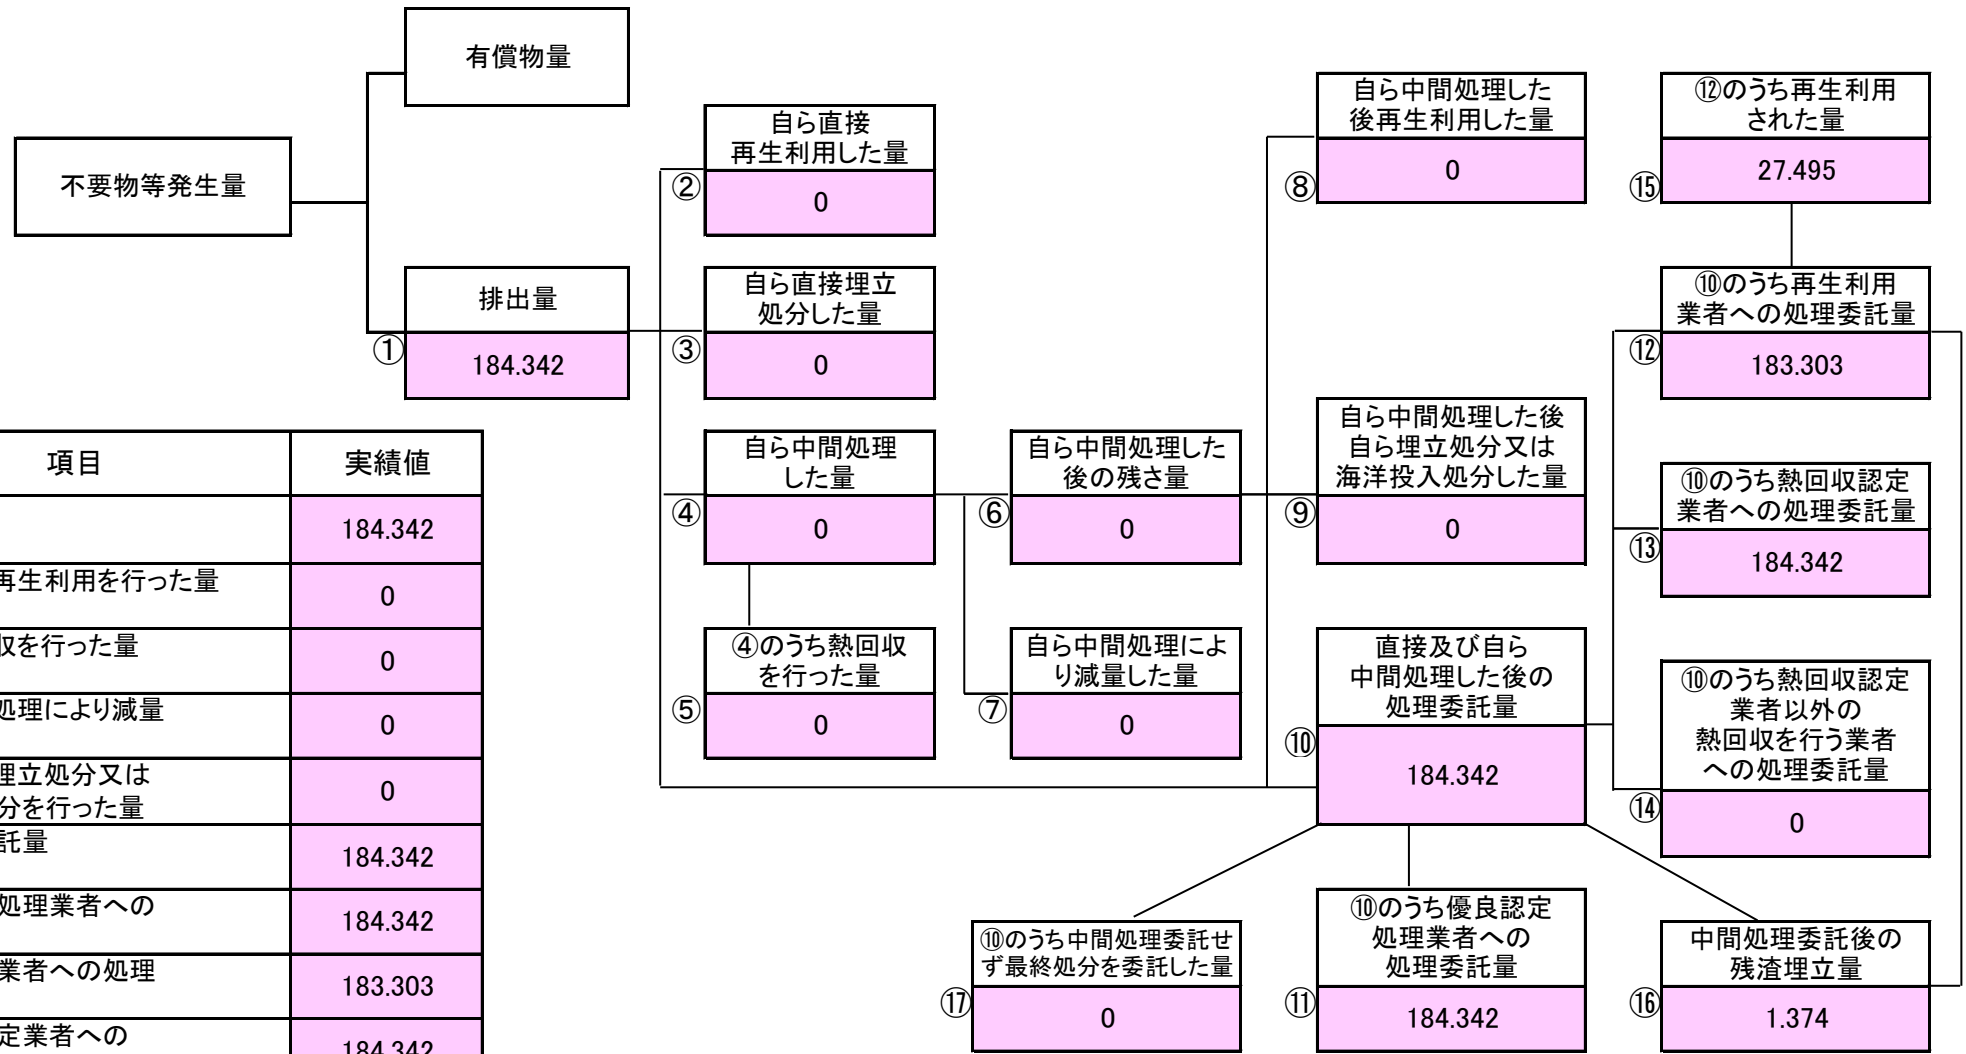 有償物量
不要物等発生量
排出量
①
184.342
自ら直接
再生利用した量
②
0
自ら直接埋立
処分した量
③
0
自ら中間処理
した量
④
0
④のうち熱回収
を行った量
⑤
0
自ら中間処理した
後の残さ量
⑥
0
自ら中間処理によ
り減量した量
⑦
0
自ら中間処理した
後再生利用した量
⑧
0
自ら中間処理した後
自ら埋立処分又は
海洋投入処分した量
⑨
0
直接及び自ら
中間処理した後の
処理委託量
⑩
184.342
⑫のうち再生利用
された量
⑮
27.495
⑩のうち再生利用
業者への処理委託量
⑫
183.303
⑩のうち熱回収認定
業者への処理委託量
⑬
184.342
⑩のうち熱回収認定
業者以外の
熱回収を行う業者
への処理委託量
⑭
0
⑩のうち中間処理委託せ
ず最終処分を委託した量
⑰
0
⑩のうち優良認定
処理業者への
処理委託量
⑪
184.342
中間処理委託後の
残渣埋立量
⑯
1.374
項目 実績値
184.342
再生利用を行った量
0
収を行った量
0
処理により減量
0
埋立処分又は
分を行った量
0
託量
184.342
処理業者への
184.342
業者への処理
183.303
定業者への
184.342